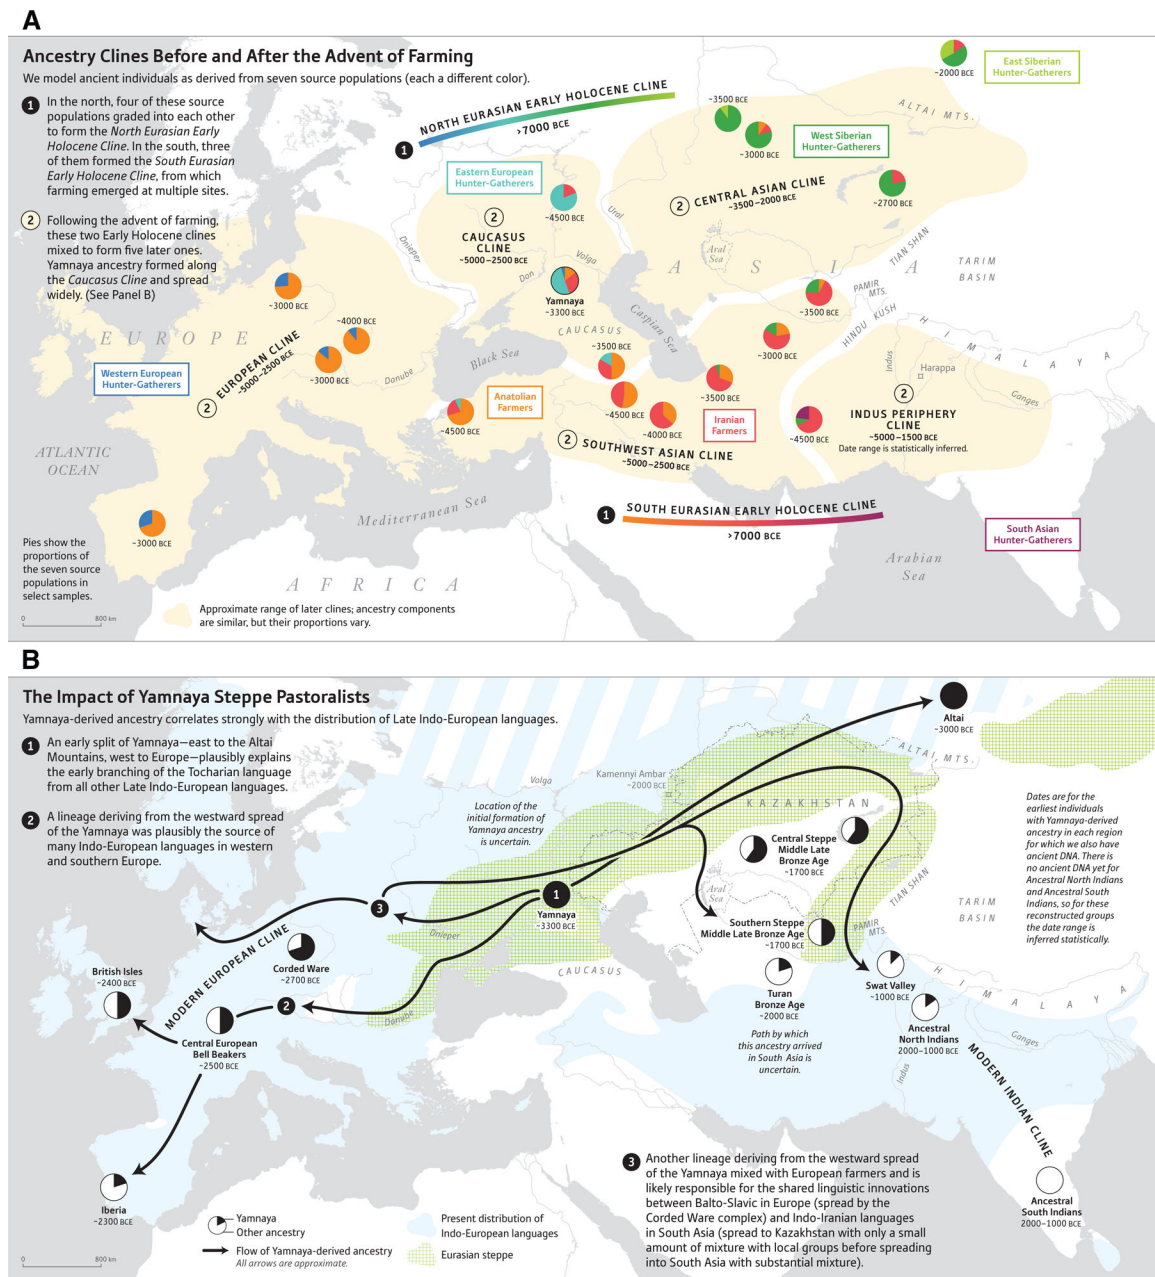 A
Ancestry Clines Before and After the Advent of Farming
We model ancient individuals as derived from seven source populations (each a different color).
1
In the north, four of these source
populations graded into each other
to form the North Eurasian Early
Holocene Cline. In the south, three
of them formed the South Eurasian
Early Holocene Cline, from which
farming emerged at multiple sites.
2
Following the advent of farming,
these two Early Holocene clines
mixed to form five later ones.
Yamnaya ancestry formed along
the Caucasus Cline and spread
widely. (See Panel B)
1
NORTH EURASIAN EARLY HOLOCENE CLINE
>7000 BCE
~2000 BCE
East Siberian
Hunter-Gatherers
ALTAI MTS.
~3500 BCE
~3000 BCE
West Siberian
Hunter-Gatherers
Eastern European
Hunter-Gatherers
~4500 BCE
2
CENTRAL ASIAN CLINE
~3500–2000 BCE
~2700 BCE
2
CAUCASUS
CLINE
~5000–2500 BCE
Ural
Dnieper
Don
Volga
Aral
Sea
TIAN SHAN
TARIM
BASIN
ASIA
Yamnaya
~3300 BCE
PAMIR
MTS.
HINDU KUSH
HIMALAYA
~3500 BCE
~3000 BCE
~3000 BCE
~4000 BCE
~3000 BCE
EUROPE
Western European
Hunter-Gatherers
EUROPEAN CLINE
~5000–2500 BCE
2
Danube
Black Sea
CAUCASUS
Caspian Sea
~3500 BCE
~4500 BCE
~4000 BCE
~3500 BCE
Anatolian
Farmers
~4500 BCE
Iranian
Farmers
2
SOUTHWEST ASIAN CLINE
~5000–2500 BCE
~4500 BCE
Indus
Harappa
Ganges
2
INDUS PERIPHERY
CLINE
~5000–1500 BCE
Date range is statistically inferred.
ATLANTIC
OCEAN
~3000 BCE
Mediterranean Sea
1
SOUTH EURASIAN EARLY HOLOCENE CLINE
>7000 BCE
South Asian
Hunter-Gatherers
Arabian
Sea
AFRICA
Pies show the
proportions of
the seven source
populations in
select samples.
0 800 km
Approximate range of later clines; ancestry components
are similar, but their proportions vary.
B
The Impact of Yamnaya Steppe Pastoralists
Yamnaya-derived ancestry correlates strongly with the distribution of Late Indo-European languages.
1
An early split of Yamnaya—east to the Altai
Mountains, west to Europe—plausibly explains
the early branching of the Tocharian language
from all other Late Indo-European languages.
2
A lineage deriving from the westward spread
of the Yamnaya was plausibly the source of
many Indo-European languages in western
and southern Europe.
Altai
~3000 BCE
ALTAI MTS.
Volga
Kamennyi Ambar
~2000 BCE
KAZAKHSTAN
Location of the
initial formation of
Yamnaya ancestry
is uncertain.
Dates are for the
earliest individuals
with Yamnaya-derived
ancestry in each region
for which we also have
ancient DNA. There is
no ancient DNA yet for
Ancestral North Indians
and Ancestral South
Indians, so for these
reconstructed groups
the date range is
inferred statistically.
Central Steppe
Middle Late
Bronze Age
~1700 BCE
Aral
Sea
TIAN SHAN
TARIM
BASIN
1
Yamnaya
~3300 BCE
3
Dnieper
Southern Steppe
Middle Late Bronze Age
~1700 BCE
PAMIR
MTS.
MODERN EUROPEAN CLINE
Corded Ware
~2700 BCE
British Isles
~2400 BCE
CAUCASUS
Turan
Bronze Age
~2000 BCE
Swat Valley
~1000 BCE
HIMALAYA
2
Danube
Central European
Bell Beakers
~2500 BCE
Path by which
this ancestry arrived
in South Asia is
uncertain.
Ancestral
North Indians
2000–1000 BCE
Ganges
Indus
MODERN INDIAN CLINE
Iberia
~2300 BCE
3
Another lineage deriving from the westward spread
of the Yamnaya mixed with European farmers and is
likely responsible for the shared linguistic innovations
between Balto-Slavic in Europe (spread by the
Corded Ware complex) and Indo-Iranian languages
in South Asia (spread to Kazakhstan with only a small
amount of mixture with local groups before spreading
into South Asia with substantial mixture).
Ancestral
South Indians
2000–1000 BCE
Yamnaya
Other ancestry
Flow of Yamnaya-derived ancestry
All arrows are approximate.
Present distribution of
Indo-European languages
Eurasian steppe
0 800 km